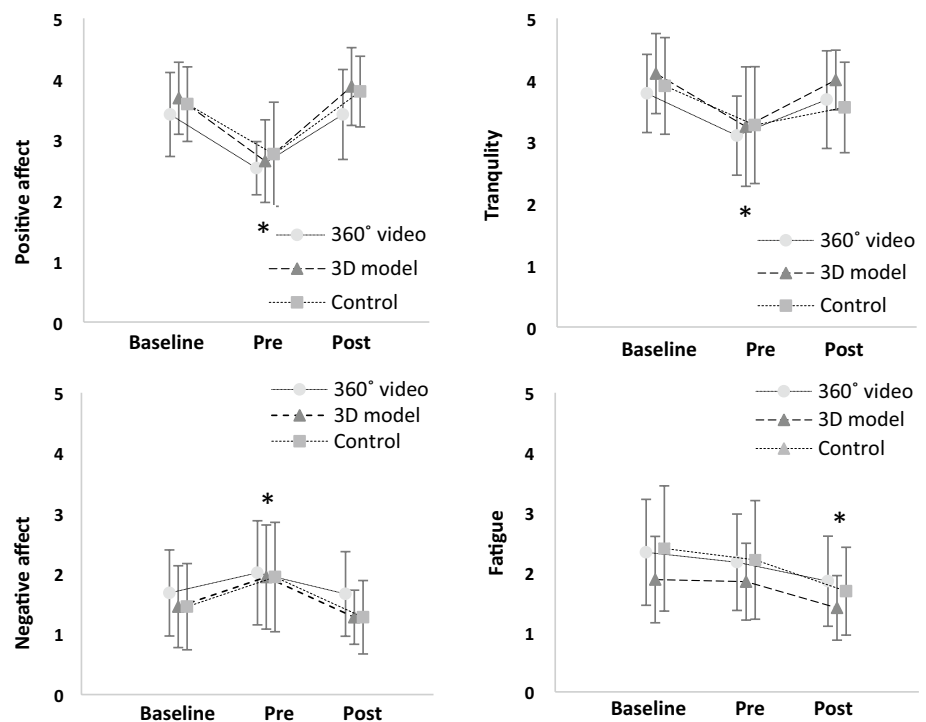 5
4
3
2
1
0
Positive affect
*
360˚ video
3D model
Control
Baseline Pre Post
5
4
3
2
1
0
Tranqulity
*
360˚ video
3D model
Control
Baseline Pre Post
5
4
3
2
1
0
Negative affect
360˚ video
3D model
Control
*
Baseline Pre Post
5
4
3
2
1
0
Fatigue
360˚ video
3D model
Control
*
Baseline Pre Post